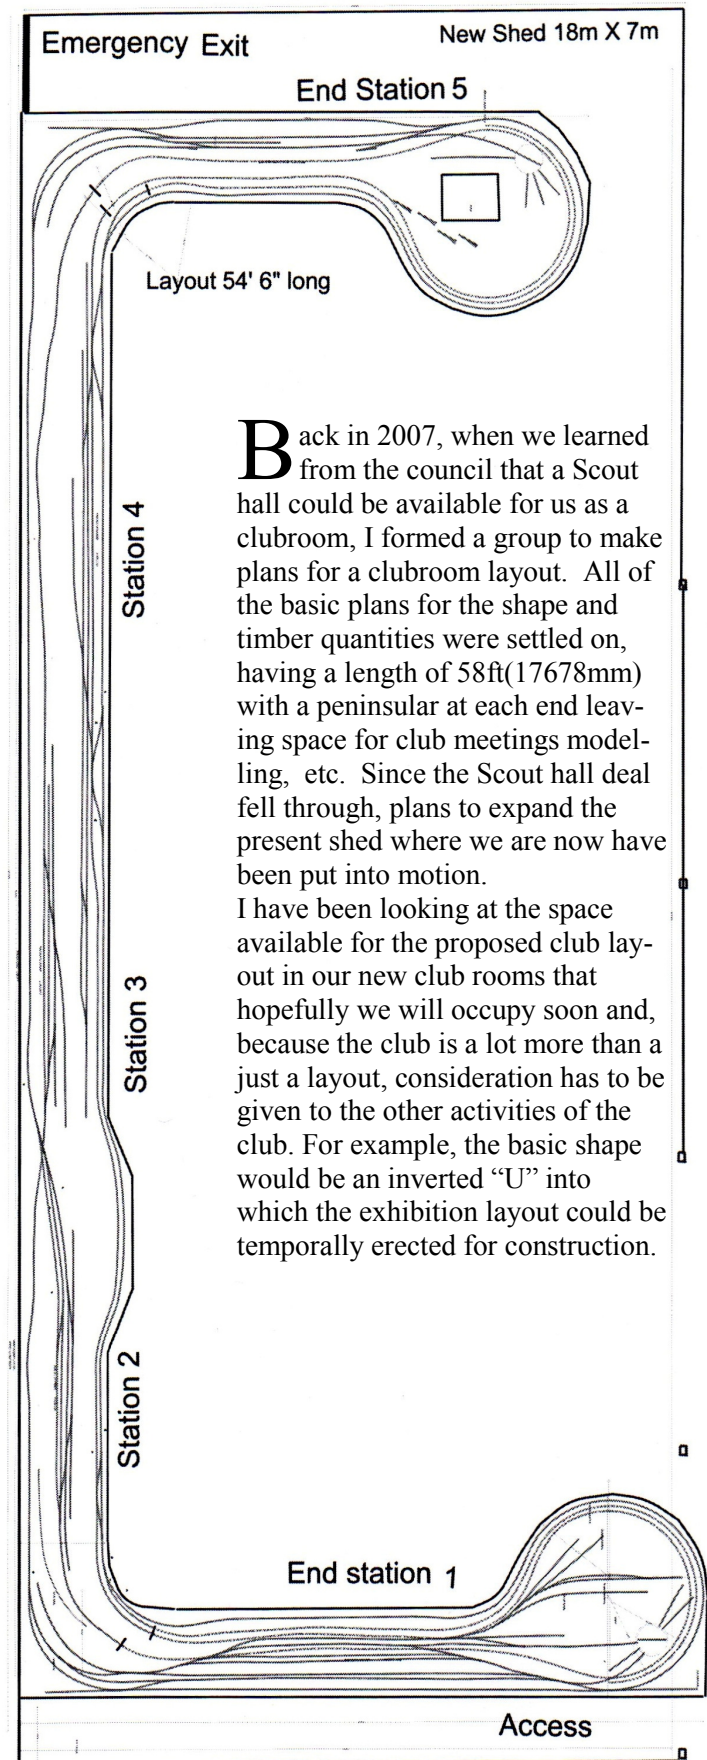 Emergency Exit
New Shed 18m X 7m
End Station 5
Layout 54' 6" long
Back in 2007, when we learned
from the council that a Scout
hall could be available for us as a
clubroom, I formed a group to make
plans for a clubroom layout.  All of
the basic plans for the shape and
timber quantities were settled on,
having a length of 58ft(17678mm)
with a peninsular at each end leav-
ing space for club meetings model-
ling,  etc.  Since the Scout hall deal
fell through, plans to expand the
present shed where we are now have
been put into motion.
I have been looking at the space
available for the proposed club lay-
out in our new club rooms that
hopefully we will occupy soon and,
because the club is a lot more than a
just a layout, consideration has to be
given to the other activities of the
club. For example, the basic shape
would be an inverted “U” into
which the exhibition layout could be
temporally erected for construction.
Station 4
Station 3
Station 2
End station 1
Access